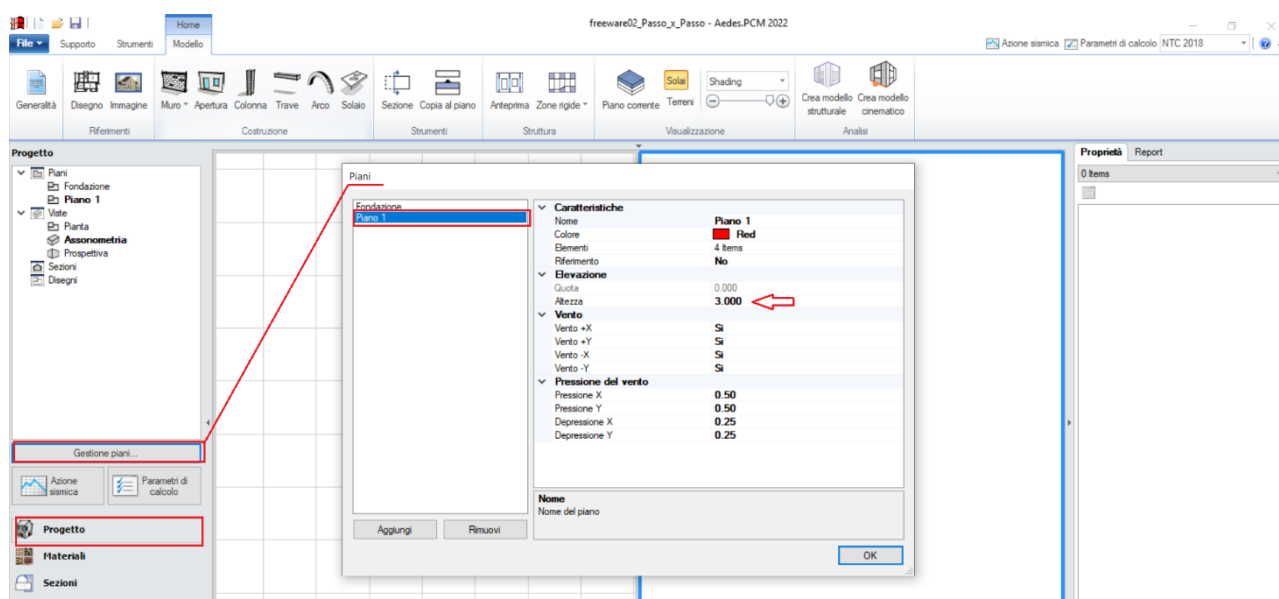 freeware02_Passo_x_Passo - Aedes.PCM 2022
Home
File Supporto Strumenti Modello
Azione sismica Parametri di calcolo NTC 2018
Generalità Disegno Immagine Muro Apertura Colonna Trave Arco Solaio Sezione Copia al piano Anteprima Zone rigide Piano corrente Solai Terreni Shading Crea modello strutturale Crea modello cinematico
Riferimenti Costruzione Strumenti Struttura Visualizzazione Analisi
Progetto
Piani
Fondazione
Piano 1
Viste
Pianta
Assonometria
Prospettiva
Sezioni
Disegni
Gestione piani...
Azione sismica
Parametri di calcolo
Progetto
Materiali
Sezioni
Piani
Fondazione
Piano 1
Aggiungi Rimuovi
Caratteristiche
Nome Piano 1
Colore Red
Elementi 4 Items
Riferimento No
Elevazione
Quota 0.000
Altezza 3.000
Vento
Vento +X Sì
Vento +Y Sì
Vento -X Sì
Vento -Y Sì
Pressione del vento
Pressione X 0.50
Pressione Y 0.50
Depressione X 0.25
Depressione Y 0.25
Nome
Nome del piano
OK
Proprietà Report
0 Items